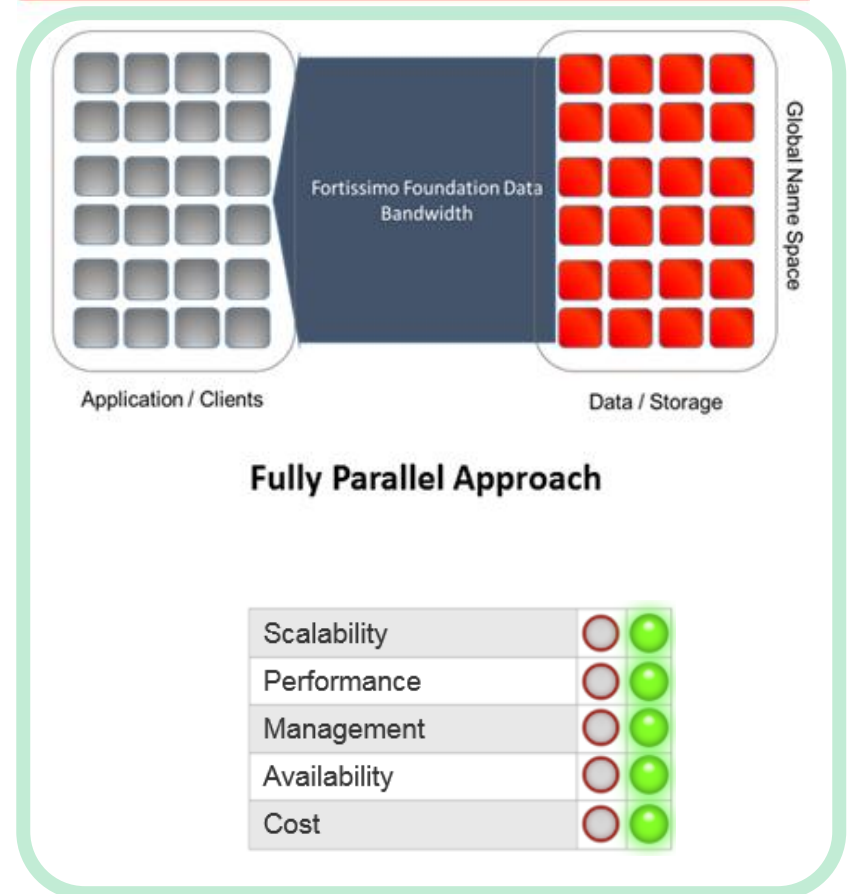 Fortissimo Foundation Data
Bandwidth
Global Name Space
Application / Clients
Data / Storage
Fully Parallel Approach
Scalability
Performance
Management
Availability
Cost